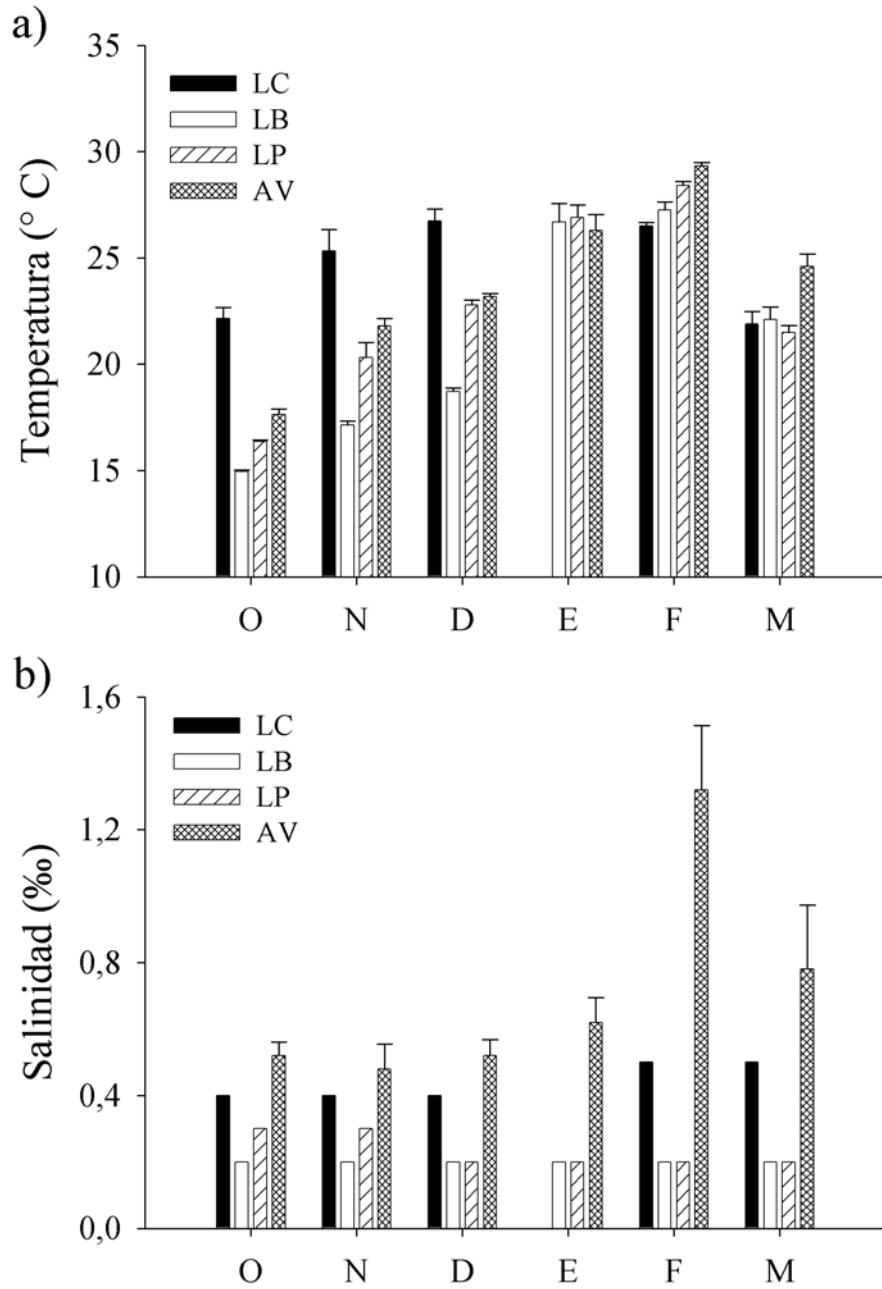 a)
35
30
25
20
15
10
Temperatura (° C)
LC
LB
LP
AV
O N D E F M
b)
1,6
1,2
0,8
0,4
0,0
Salinidad (‰)
LC
LB
LP
AV
O N D E F M